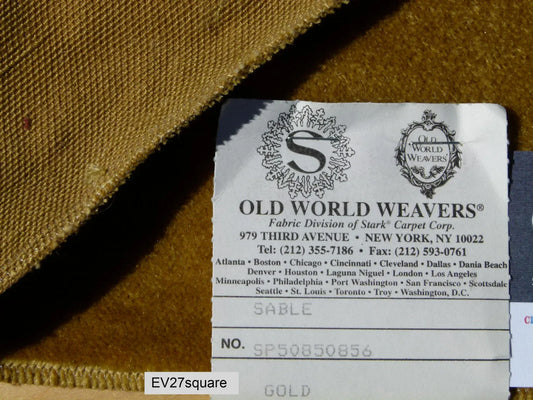 S
OLD
WORLD
WEAVERS
OLD WORLD WEAVERS®
Fabric Division of Stark® Carpet Corp.
979 THIRD AVENUE • NEW YORK, NY 10022
Tel: (212) 355-7186 • Fax: (212) 593-0761
Atlanta • Boston • Chicago • Cincinnati • Cleveland • Dallas • Dania Beach
Denver • Houston • Laguna Niguel • London • Los Angeles
Minneapolis • Philadelphia • Port Washington • San Francisco • Scottsdale
Seattle • St. Louis • Toronto • Troy • Washington, D.C.
SABLE
NO. SP50850856
GOLD
EV27square